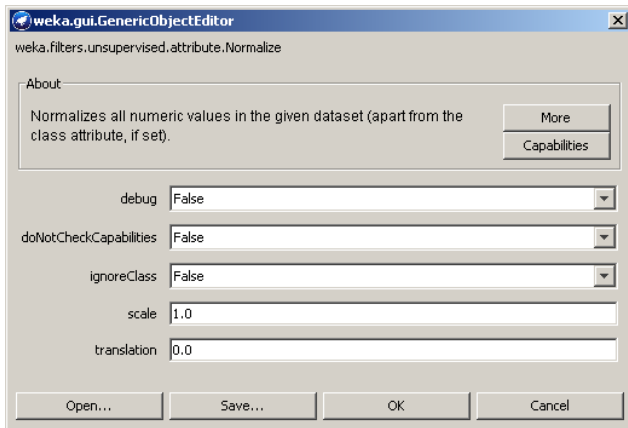 weka.gui.GenericObjectEditor
weka.filters.unsupervised.attribute.Normalize
About
Normalizes all numeric values in the given dataset (apart from the
class attribute, if set).
More
Capabilities
debug False
doNotCheckCapabilities False
ignoreClass False
scale 1.0
translation 0.0
Open... Save... OK Cancel